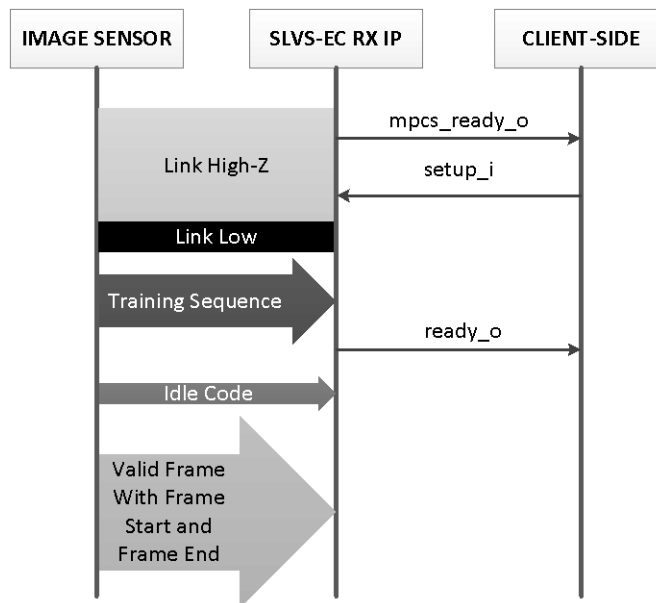 IMAGE SENSOR
SLVS-EC RX IP
CLIENT-SIDE
mpcs_ready_o
Link High-Z
setup_i
Link Low
Training Sequence
ready_o
Idle Code
Valid Frame
With Frame
Start and
Frame End